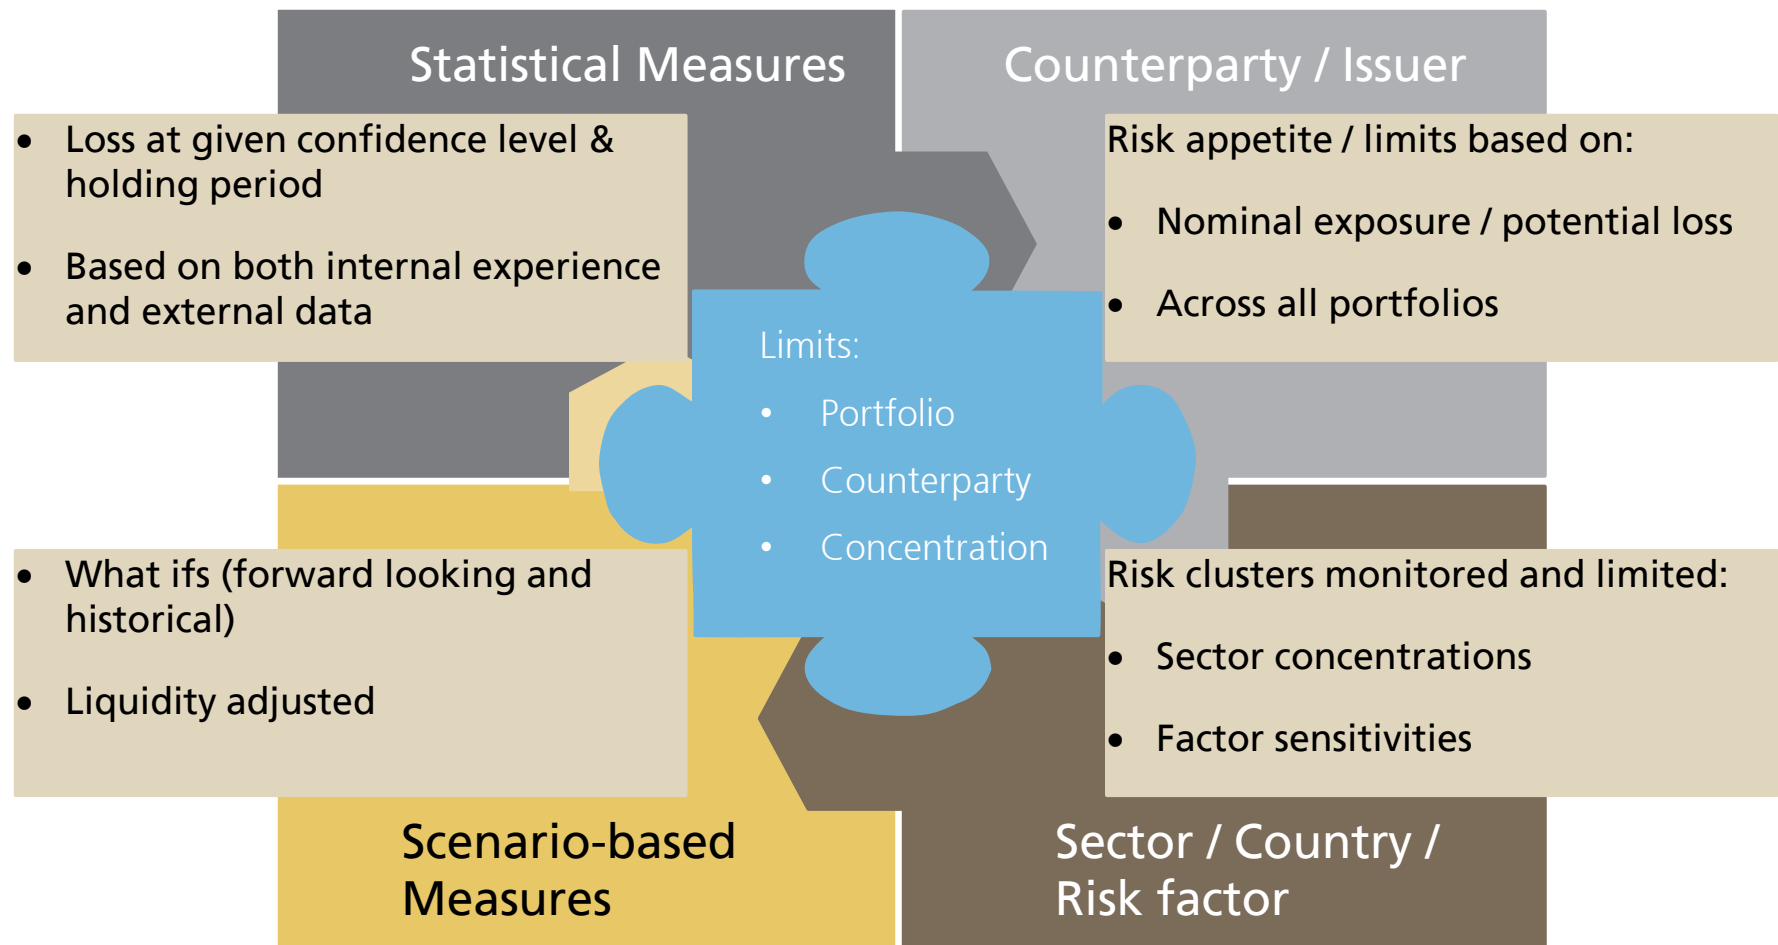 Statistical Measures
• Loss at given confidence level &
holding period
• Based on both internal experience
and external data
Counterparty / Issuer
Risk appetite / limits based on:
• Nominal exposure / potential loss
• Across all portfolios
Limits:
• Portfolio
• Counterparty
• Concentration
• What ifs (forward looking and
historical)
• Liquidity adjusted
Scenario-based
Measures
Risk clusters monitored and limited:
• Sector concentrations
• Factor sensitivities
Sector / Country /
Risk factor